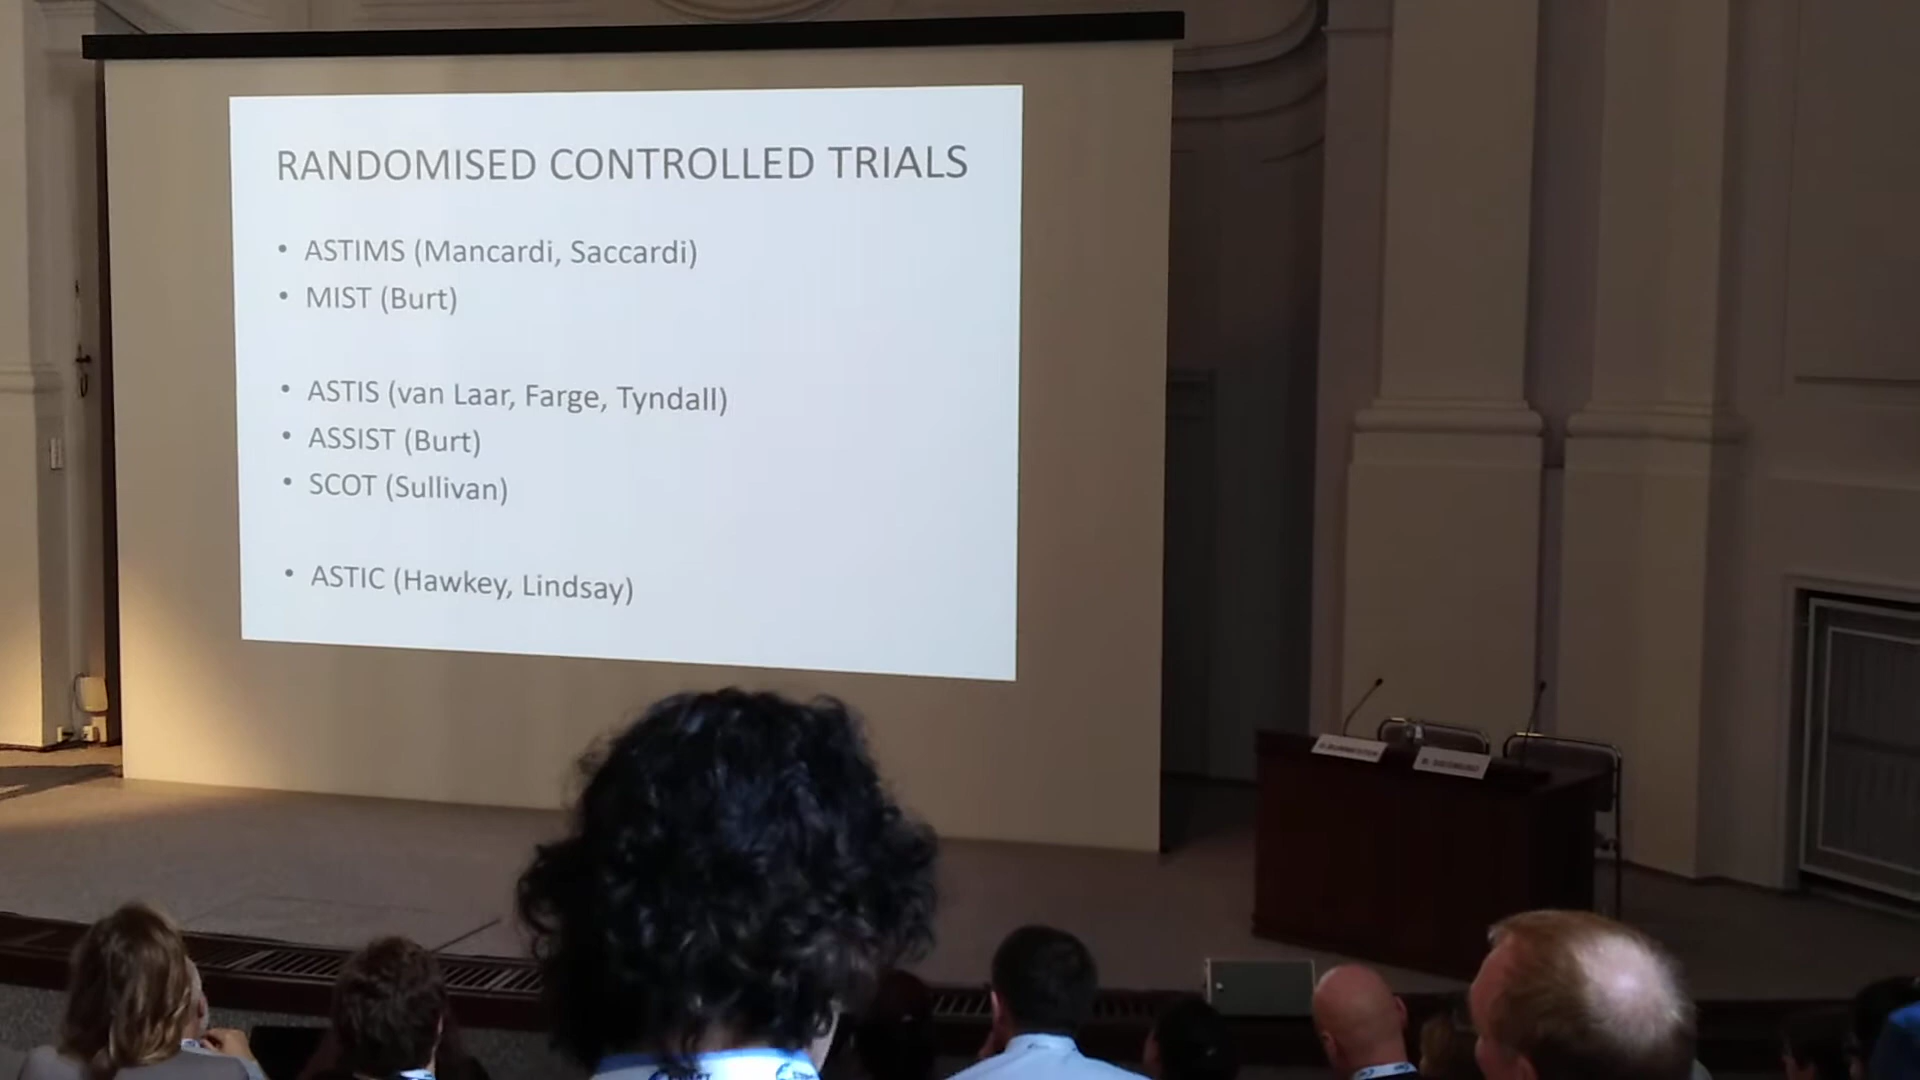 RANDOMISED CONTROLLED TRIALS
• ASTIMS (Mancardi, Saccardi)
• MIST (Burt)
• ASTIS (van Laar, Farge, Tyndall)
• ASSIST (Burt)
• SCOT (Sullivan)
• ASTIC (Hawkey, Lindsay)